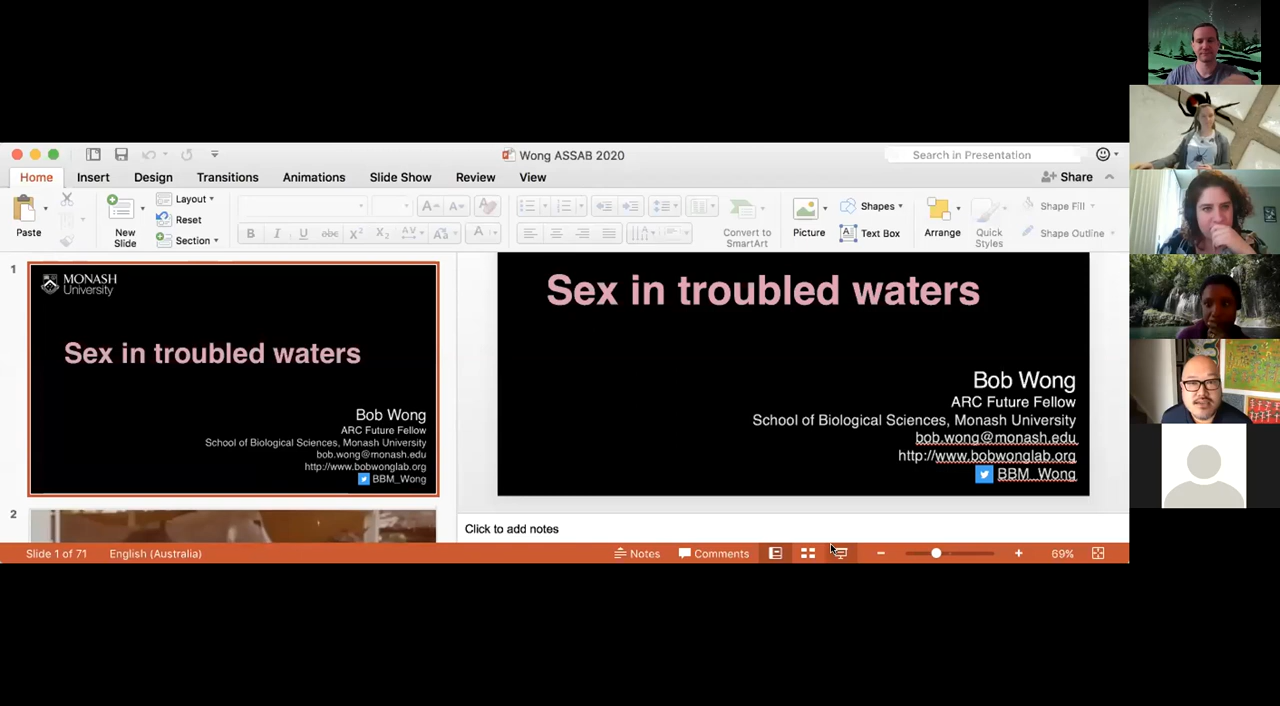 Wong ASSAB 2020
Search in Presentation
Home Insert Design Transitions Animations Slide Show Review View
Share
Paste
New
Slide
Layout
Reset
Section
B I U abc X² X₂ AV A
Convert to
SmartArt
Picture
Shapes
Text Box
Arrange
Quick
Styles
Shape Fill
Shape Outline
1
MONASH
University
Sex in troubled waters
Bob Wong
ARC Future Fellow
School of Biological Sciences, Monash University
bob.wong@monash.edu
http://www.bobwonglab.org
BBM_Wong
2
Sex in troubled waters
Bob Wong
ARC Future Fellow
School of Biological Sciences, Monash University
bob.wong@monash.edu
http://www.bobwonglab.org
BBM_Wong
Click to add notes
Slide 1 of 71 English (Australia) Notes Comments 69%